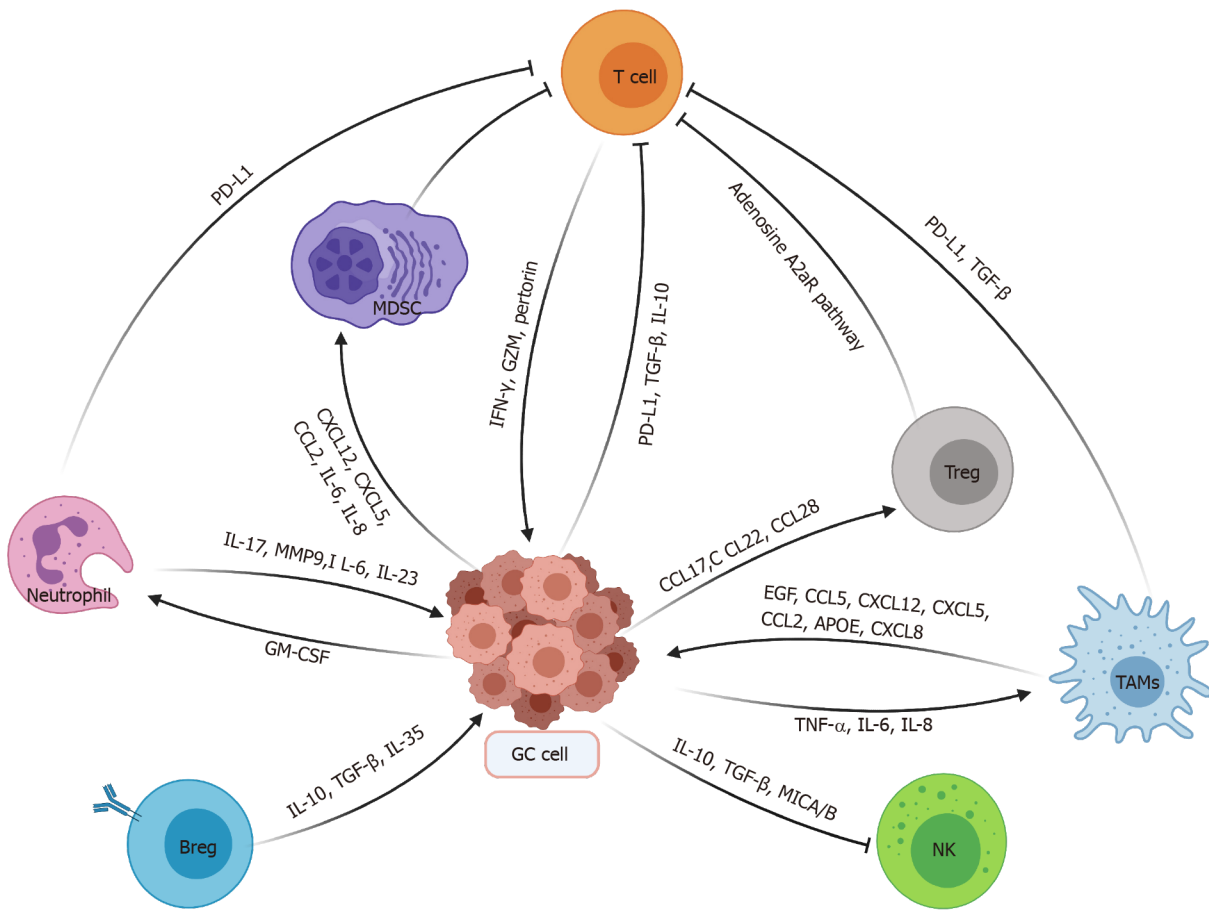 T cell
PD-L1
MDSC
IFN-γ, GZM, pertorin
PD-L1, TGF-β, IL-10
Adenosine A2aR pathway
PD-L1, TGF-β
CXCL12, CXCL5,
CCL2, IL-6, IL-8
Treg
Neutrophil
IL-17, MMP9,I L-6, IL-23
GM-CSF
CCL17,C CL22, CCL28
EGF, CCL5, CXCL12, CXCL5,
CCL2, APOE, CXCL8
TAMs
TNF-α, IL-6, IL-8
GC cell
IL-10, TGF-β, IL-35
IL-10, TGF-β, MICA/B
Breg
NK